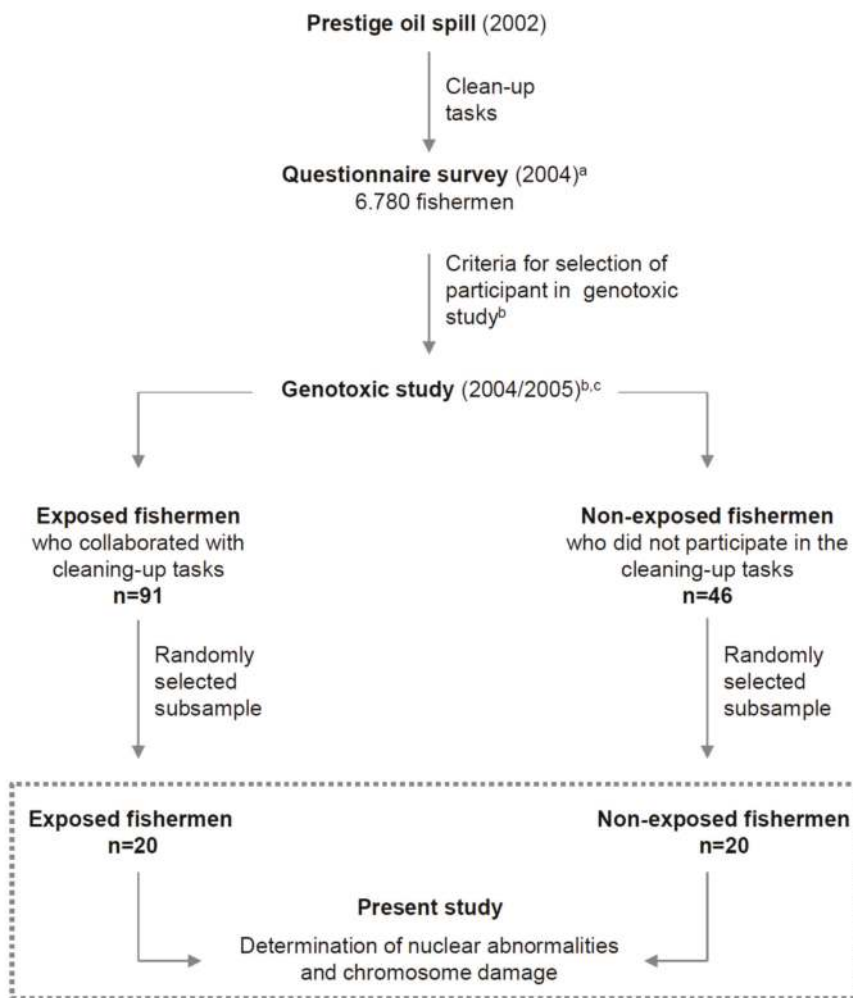 Prestige oil spill (2002)
Clean-up
tasks
Questionnaire survey (2004)ᵃ
6.780 fishermen
Criteria for selection of
participant in genotoxic
studyᵇ
Genotoxic study (2004/2005)ᵇ,ᶜ
Exposed fishermen
who collaborated with
cleaning-up tasks
n=91
Non-exposed fishermen
who did not participate in the
cleaning-up tasks
n=46
Randomly
selected
subsample
Randomly
selected
subsample
Exposed fishermen
n=20
Non-exposed fishermen
n=20
Present study
Determination of nuclear abnormalities
and chromosome damage